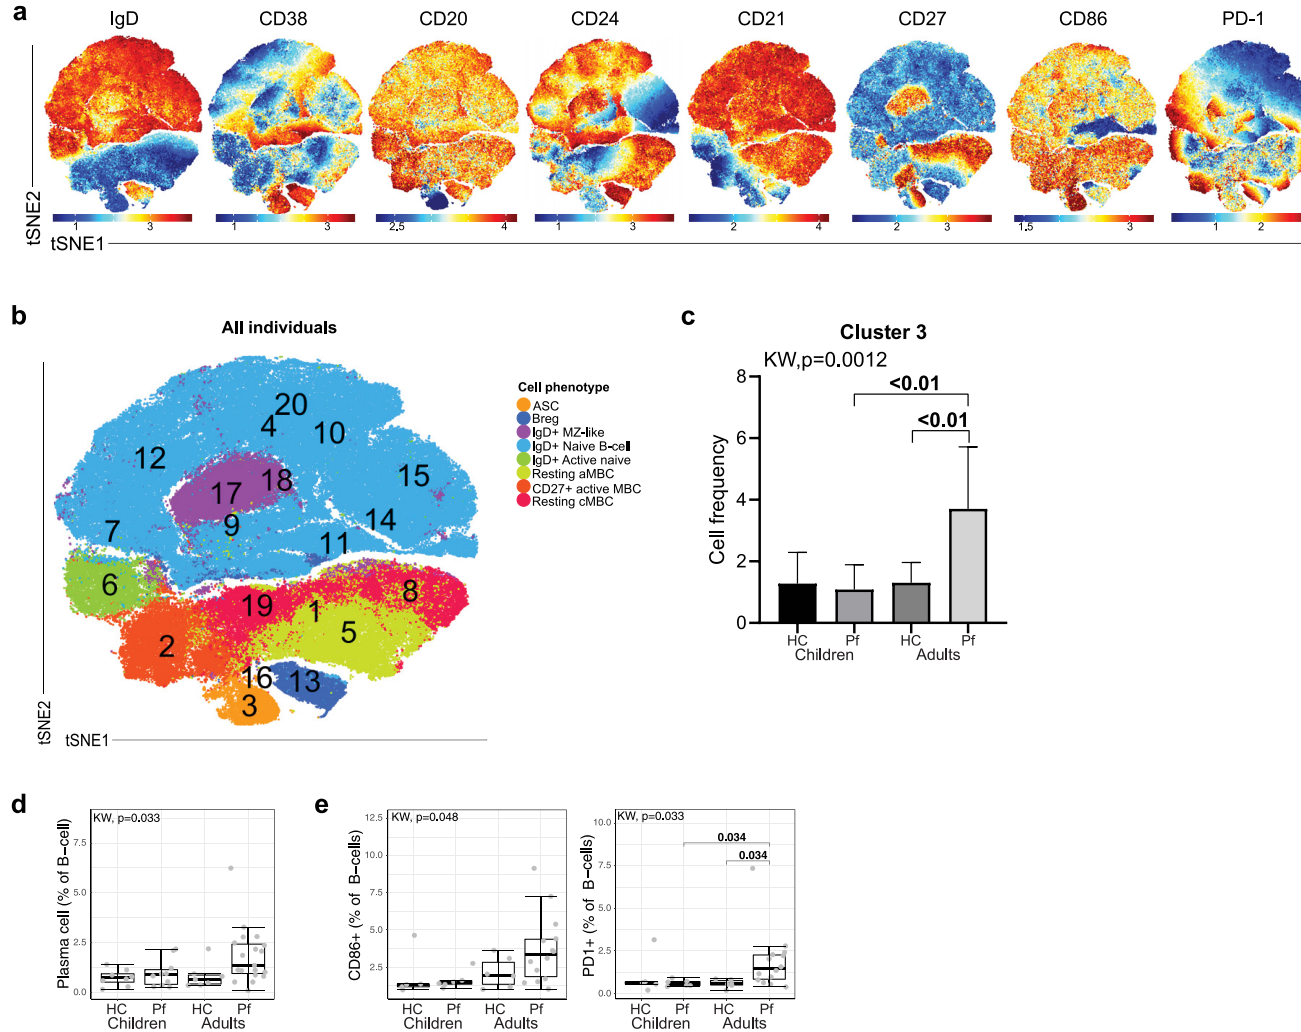 a
IgD CD38 CD20 CD24 CD21 CD27 CD86 PD-1
tSNE2
1 3 1 3 2.5 4 1 3 2 4 2 3 1.5 3 1 2
tSNE1
b
All individuals
tSNE2
20
4 10
12
15
17 18
9
14
7
11
6
8
19 1
2 5
16 13
3
tSNE1
Cell phenotype
ASC
Breg
IgD+ MZ-like
IgD+ Naive B-cell
IgD+ Active naive
Resting aMBC
CD27+ active MBC
Resting cMBC
c
Cluster 3
KW,p=0.0012
<0.01
<0.01
Cell frequency
8
6
4
2
0
HC Pf HC Pf
Children Adults
d
KW, p=0.033
Plasma cell (% of B−cell)
7.5
5.0
2.5
0.0
HC Pf HC Pf
Children Adults
e
KW, p=0.048
CD86+ (% of B−cells)
12.5
10.0
7.5
5.0
2.5
HC Pf HC Pf
Children Adults
KW, p=0.033
0.034
0.034
PD1+ (% of B−cells)
10.0
7.5
5.0
2.5
0.0
HC Pf HC Pf
Children Adults